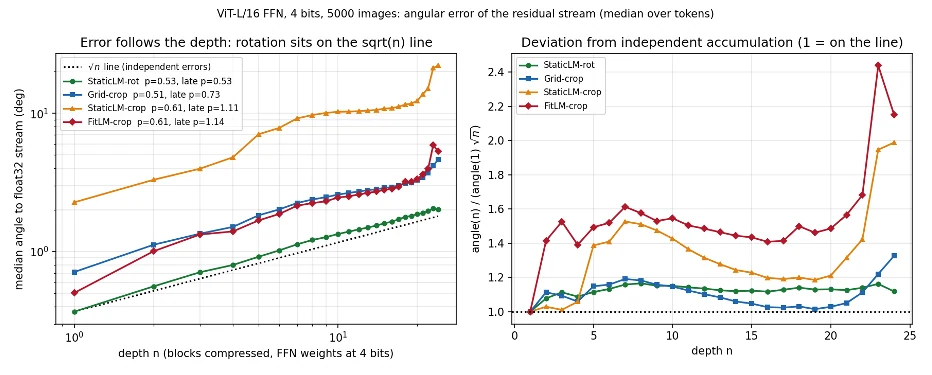 ViT-L/16 FFN, 4 bits, 5000 images: angular error of the residual stream (median over tokens)
Error follows the depth: rotation sits on the sqrt(n) line
median angle to float32 stream (deg)
10¹
10⁰
√n line (independent errors)
StaticLM-rot p=0.53, late p=0.53
Grid-crop p=0.51, late p=0.73
StaticLM-crop p=0.61, late p=1.11
FitLM-crop p=0.61, late p=1.14
10⁰
10¹
depth n (blocks compressed, FFN weights at 4 bits)
Deviation from independent accumulation (1 = on the line)
angle(n) / (angle(1) √n)
2.4
2.2
2.0
1.8
1.6
1.4
1.2
1.0
StaticLM-rot
Grid-crop
StaticLM-crop
FitLM-crop
0
5
10
15
20
25
depth n